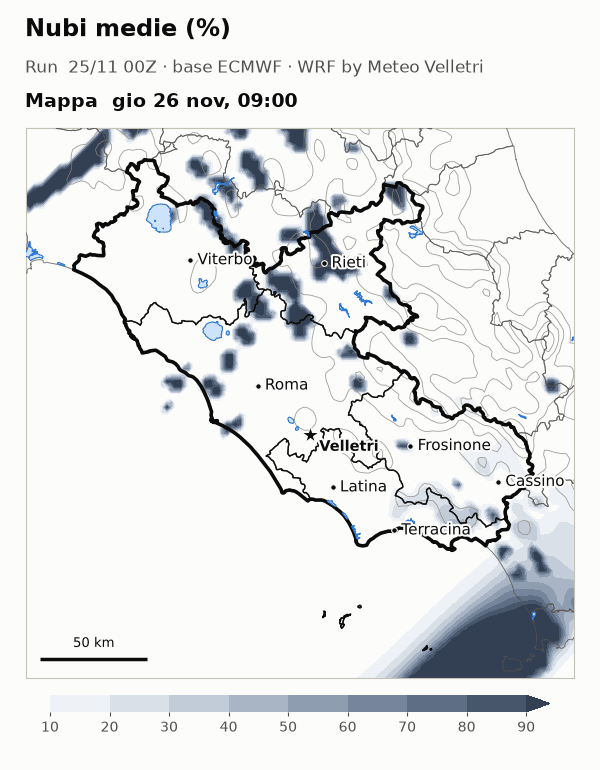 Nubi medie (%)
Run  25/11 00Z · base ECMWF · WRF by Meteo Velletri
Mappa  gio 26 nov, 09:00
Viterbo
Rieti
Roma
Velletri
Frosinone
Latina
Cassino
Terracina
50 km
10 20 30 40 50 60 70 80 90